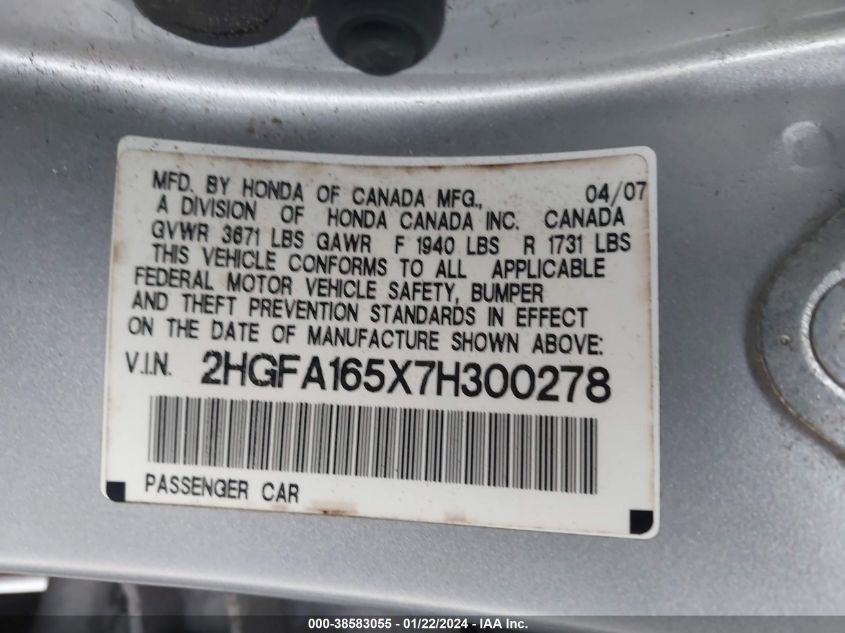 MFD. BY HONDA OF CANADA MFG., 04/07
A DIVISION OF HONDA CANADA INC. CANADA
GVWR 3671 LBS GAWR F 1940 LBS R 1731 LBS
THIS VEHICLE CONFORMS TO ALL APPLICABLE
FEDERAL MOTOR VEHICLE SAFETY, BUMPER
AND THEFT PREVENTION STANDARDS IN EFFECT
ON THE DATE OF MANUFACTURE SHOWN ABOVE:
V.I.N. 2HGFA165X7H300278
PASSENGER CAR
000-38583055 - 01/22/2024 - IAA Inc.